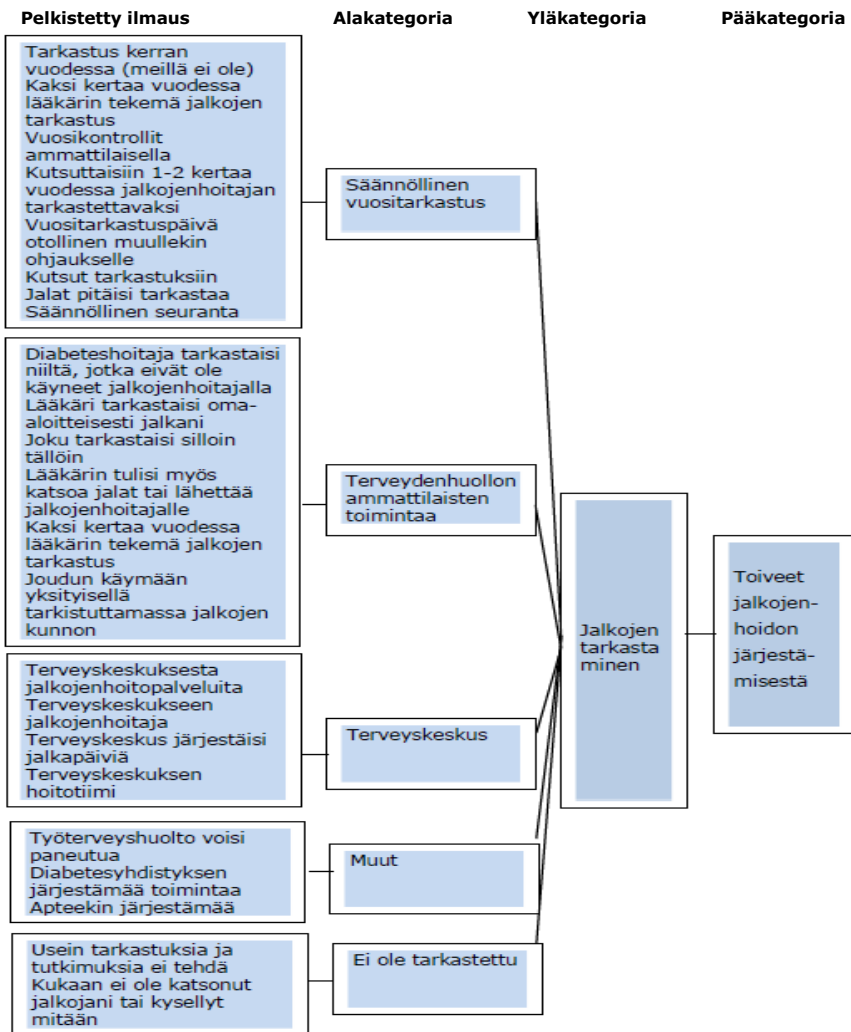 Pelkistetty ilmaus
Alakategoria
Yläkategoria
Pääkategoria
Tarkastus kerran
vuodessa (meillä ei ole)
Kaksi kertaa vuodessa
lääkärin tekemä jalkojen
tarkastus
Vuosikontrollit
ammattilaisella
Kutsuttaisiin 1-2 kertaa
vuodessa jalkojenhoitajan
tarkastettavaksi
Vuositarkastuspäivä
otollinen muullekin
ohjaukselle
Kutsut tarkastuksiin
Jalat pitäisi tarkastaa
Säännöllinen seuranta
Säännöllinen
vuositarkastus
Diabeteshoitaja tarkastaisi
niiltä, jotka eivät ole
käyneet jalkojenhoitajalla
Lääkäri tarkastaisi oma-
aloitteisesti jalkani
Joku tarkastaisi silloin
tällöin
Lääkärin tulisi myös
katsoa jalat tai lähettää
jalkojenhoitajalle
Kaksi kertaa vuodessa
lääkärin tekemä jalkojen
tarkastus
Joudun käymään
yksityisellä
tarkistuttamassa jalkojen
kunnon
Terveydenhuollon
ammattilaisten
toimintaa
Terveyskeskuksesta
jalkojenhoitopalveluita
Terveyskeskukseen
jalkojenhoitaja
Terveyskeskus järjestäisi
jalkapäiviä
Terveyskeskuksen
hoitotiimi
Terveyskeskus
Työterveyshuolto voisi
paneutua
Diabetesyhdistyksen
järjestämää toimintaa
Apteekin järjestämää
Muut
Usein tarkastuksia ja
tutkimuksia ei tehdä
Kukaan ei ole katsonut
jalkojani tai kysellyt
mitään
Ei ole tarkastettu
Jalkojen
tarkasta
minen
Toiveet
jalkojen-
hoidon
järjestä-
misestä